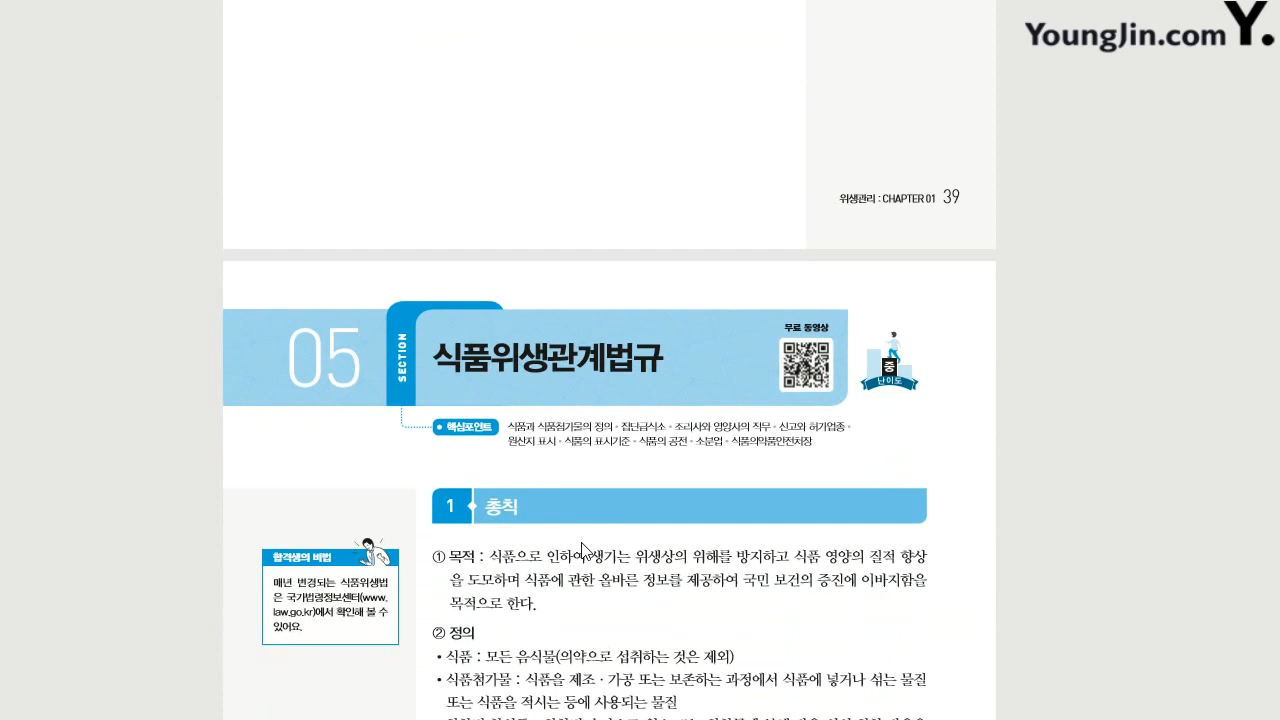 YoungJin.com Y.
위생관리 : CHAPTER 01 39
05
SECTION
식품위생관계법규
무료 동영상
중
난이도
핵심포인트
식품과 식품첨가물의 정의 - 집단급식소 - 조리사와 영양사의 직무 - 신고와 허가업종 -
원산지 표시 - 식품의 표시기준 - 식품의 공전 - 소분업 - 식품의약품안전처장
1 총칙
합격생의 비법
매년 변경되는 식품위생법
은 국가법령정보센터(www.
law.go.kr)에서 확인해 볼 수
있어요.
① 목적 : 식품으로 인하여 생기는 위생상의 위해를 방지하고 식품 영양의 질적 향상
을 도모하며 식품에 관한 올바른 정보를 제공하여 국민 보건의 증진에 이바지함을
목적으로 한다.
② 정의
• 식품 : 모든 음식물(의약으로 섭취하는 것은 제외)
• 식품첨가물 : 식품을 제조 · 가공 또는 보존하는 과정에서 식품에 넣거나 섞는 물질
또는 식품을 적시는 등에 사용되는 물질